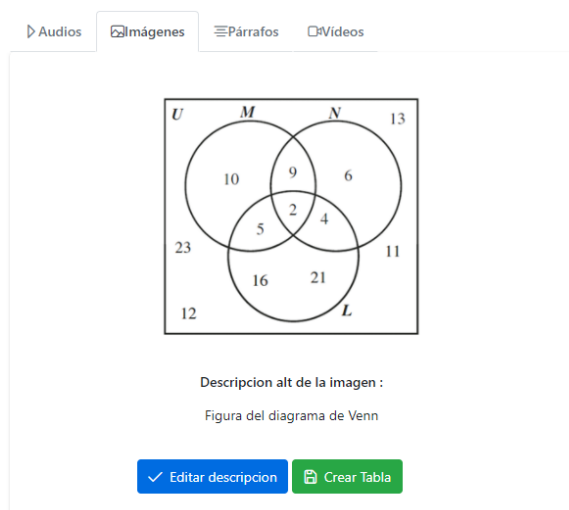 Audios Imágenes Párrafos Vídeos
U M N 13
9
10 6
2
5 4
23 11
16 21
12 L
Descripcion alt de la imagen :
Figura del diagrama de Venn
Editar descripcion Crear Tabla